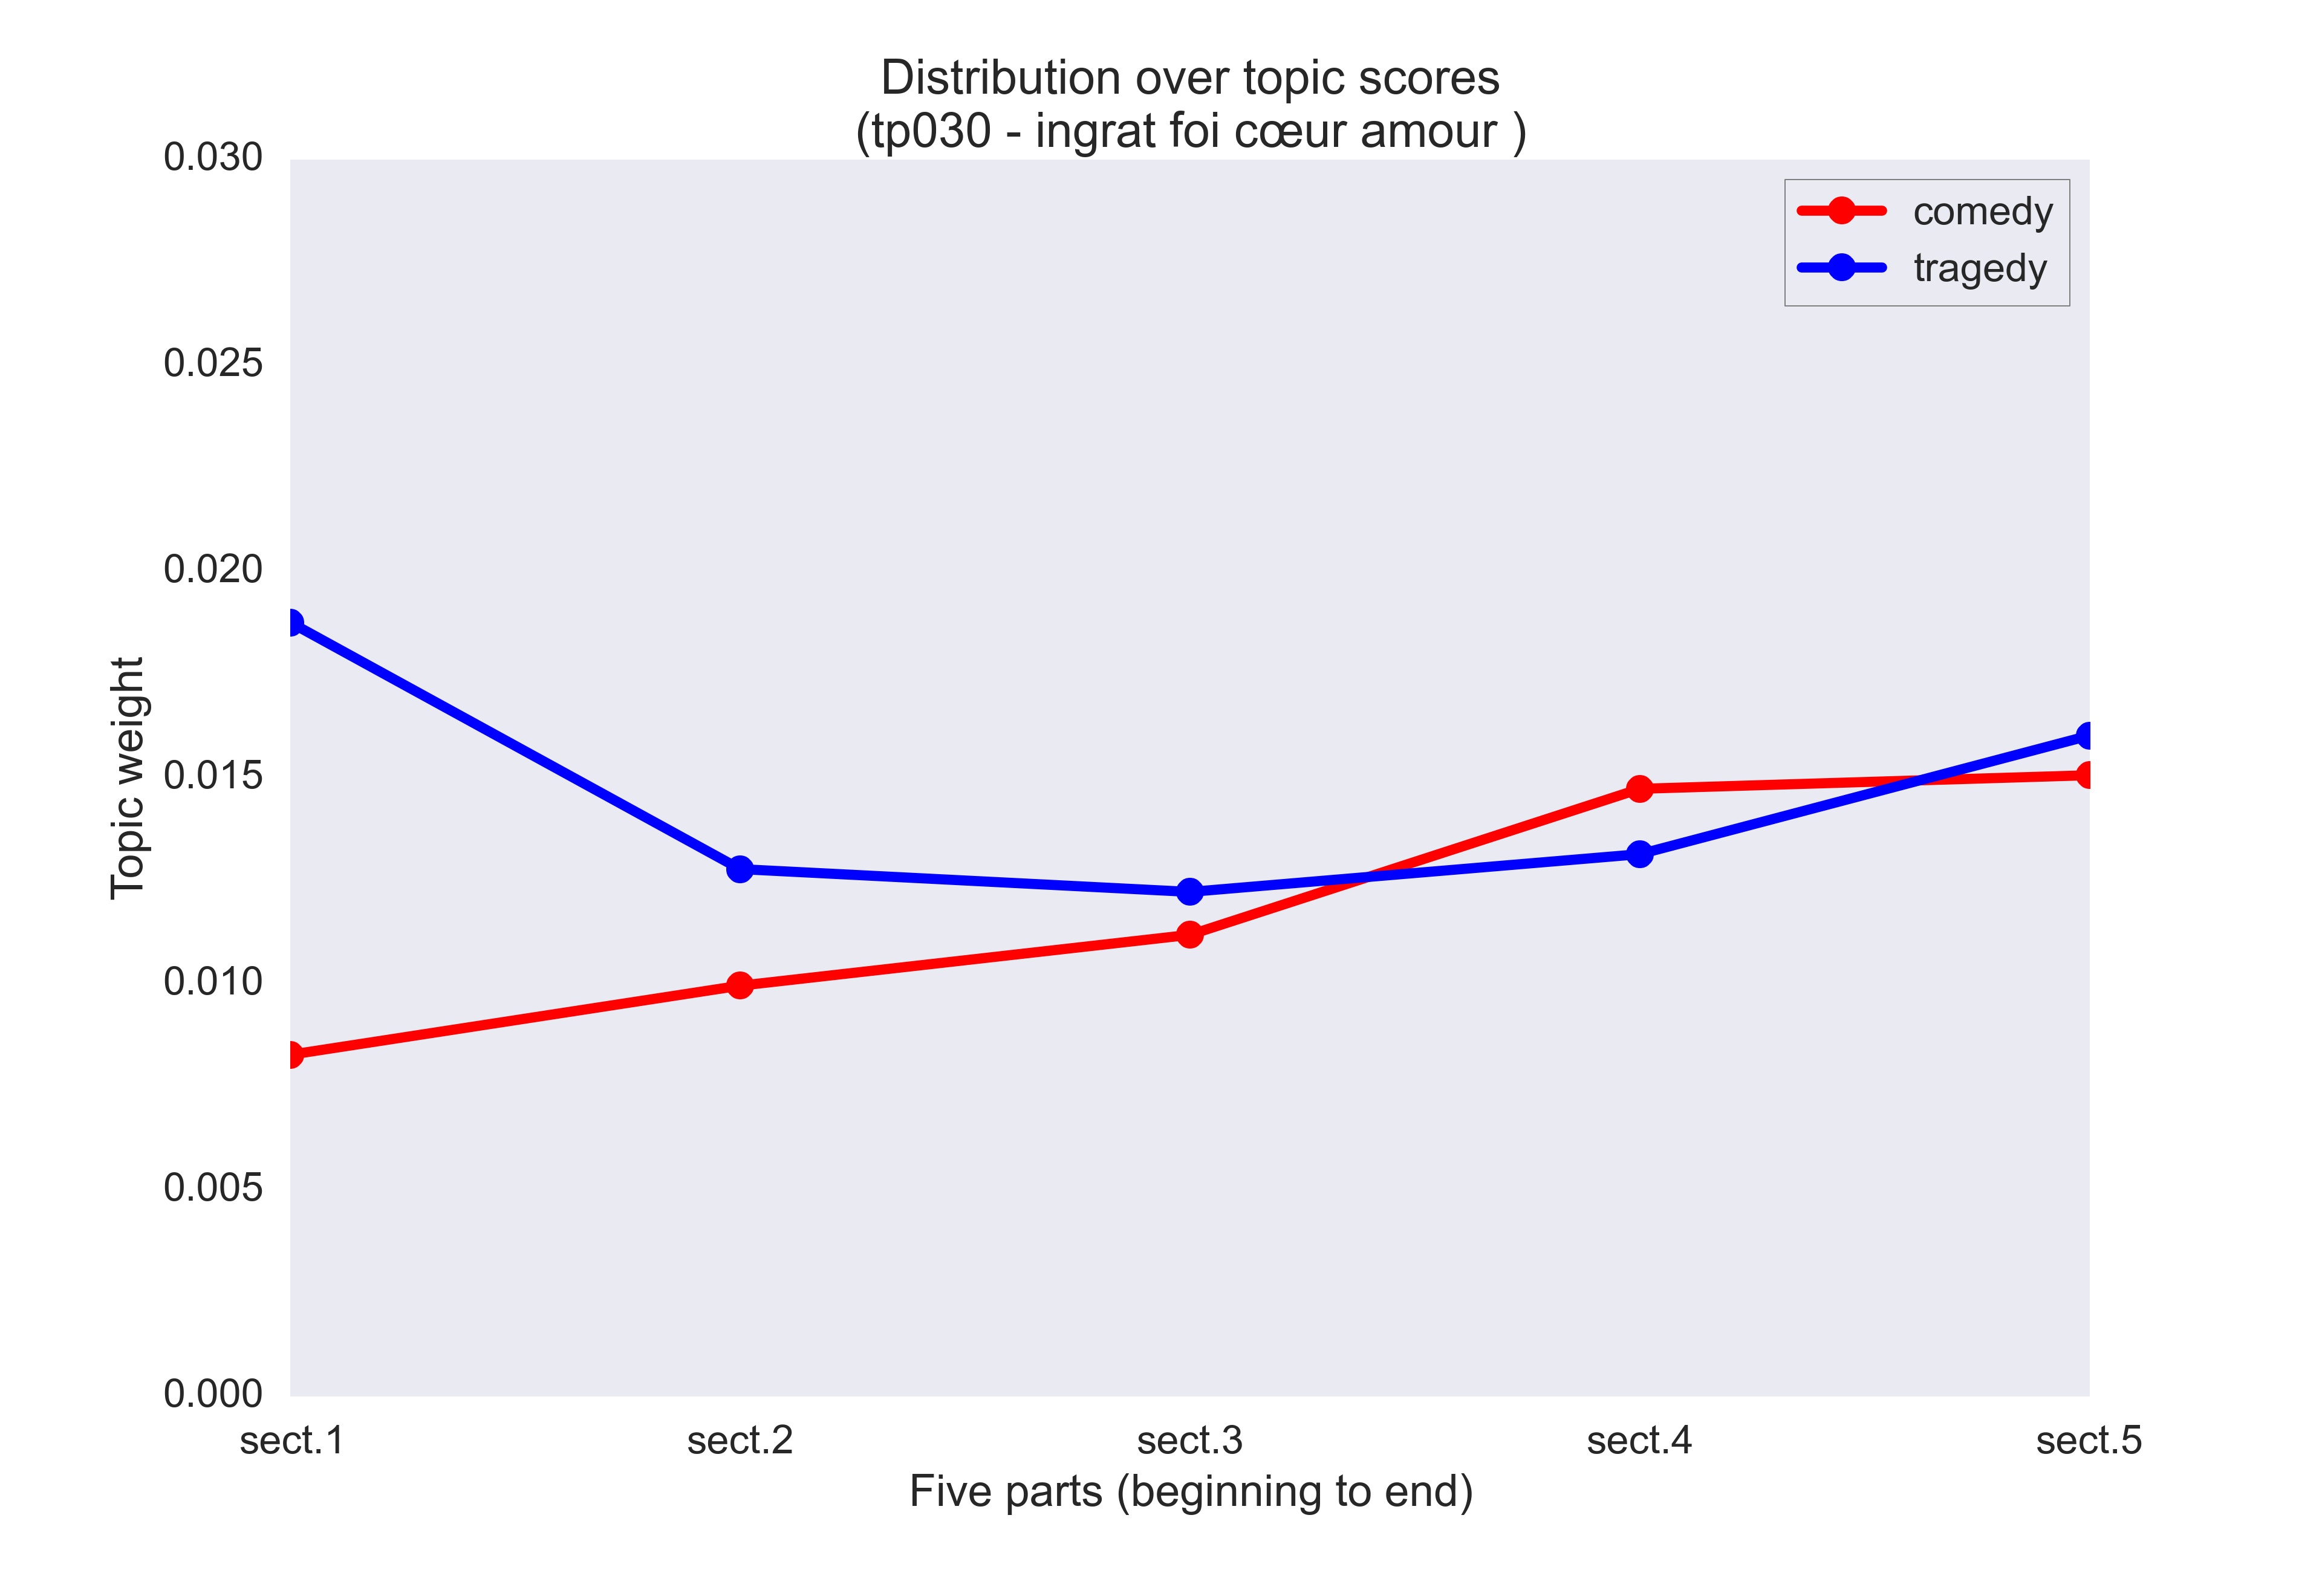 Distribution over topic scores
(tp030 - ingrat foi cœur amour )
comedy
tragedy
0.030
0.025
0.020
0.015
0.010
0.005
0.000
Topic weight
sect.1
sect.2
sect.3
sect.4
sect.5
Five parts (beginning to end)